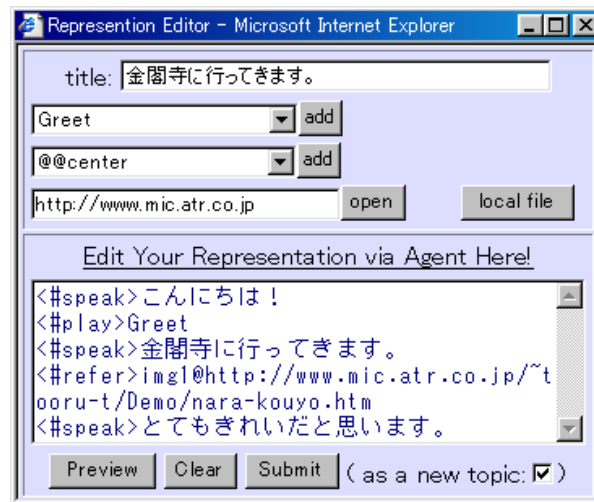 Represention Editor - Microsoft Internet Explorer
title: 金閣寺に行ってきます。
Greet add
@@center add
http://www.mic.atr.co.jp open local file
Edit Your Representation via Agent Here!
<#speak>こんにちは！
<#play>Greet
<#speak>金閣寺に行ってきます。
<#refer>img1@http://www.mic.atr.co.jp/~t
ooru-t/Demo/nara-kouyo.htm
<#speak>とてもきれいだと思います。
Preview Clear Submit ( as a new topic: )